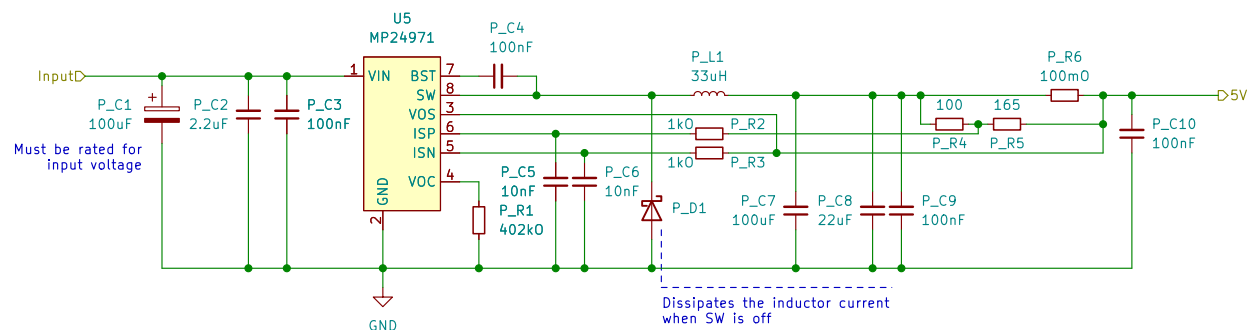 U5
MP24971
Input
1
VIN
BST
7
SW
8
VOS
3
ISP
6
ISN
5
VOC
4
GND
2
P_C1
100uF
+
Must be rated for
input voltage
P_C2
2.2uF
P_C3
100nF
P_C4
100nF
P_R1
402kO
P_C5
10nF
P_C6
10nF
P_L1
33uH
1kO
P_R2
1kO
P_R3
P_D1
Dissipates the inductor current
when SW is off
P_C7
100uF
P_C8
22uF
P_C9
100nF
100
P_R4
165
P_R5
P_R6
100mO
P_C10
100nF
5V
GND